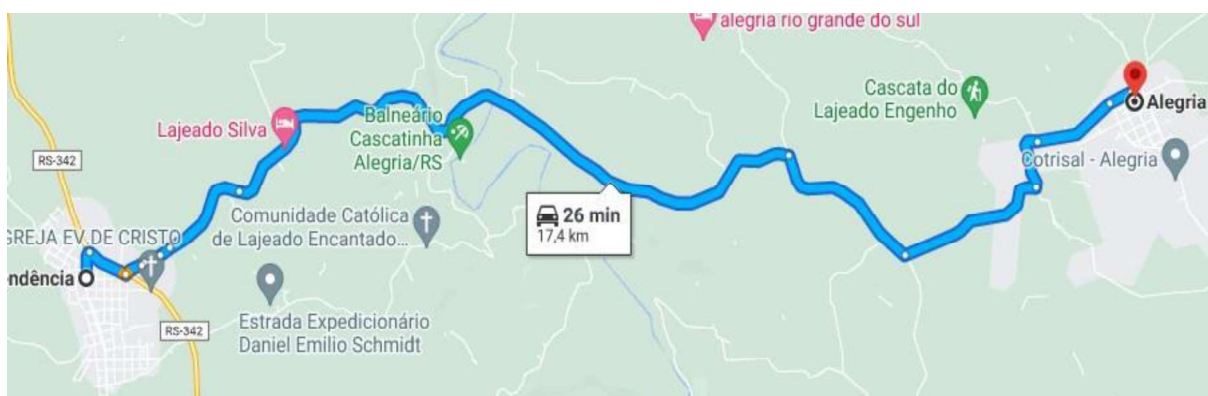 alegria rio grande do sul
Cascata do
Lajeado Engenho
Alegria
Lajeado Silva
Balneário
Cascatinha
Alegria/RS
RS-342
Cotrisal - Alegria
26 min
17,4 km
Comunidade Católica
de Lajeado Encantado...
GREJA EV.DE CRISTO
ndência
RS-342
Estrada Expedicionário
Daniel Emilio Schmidt